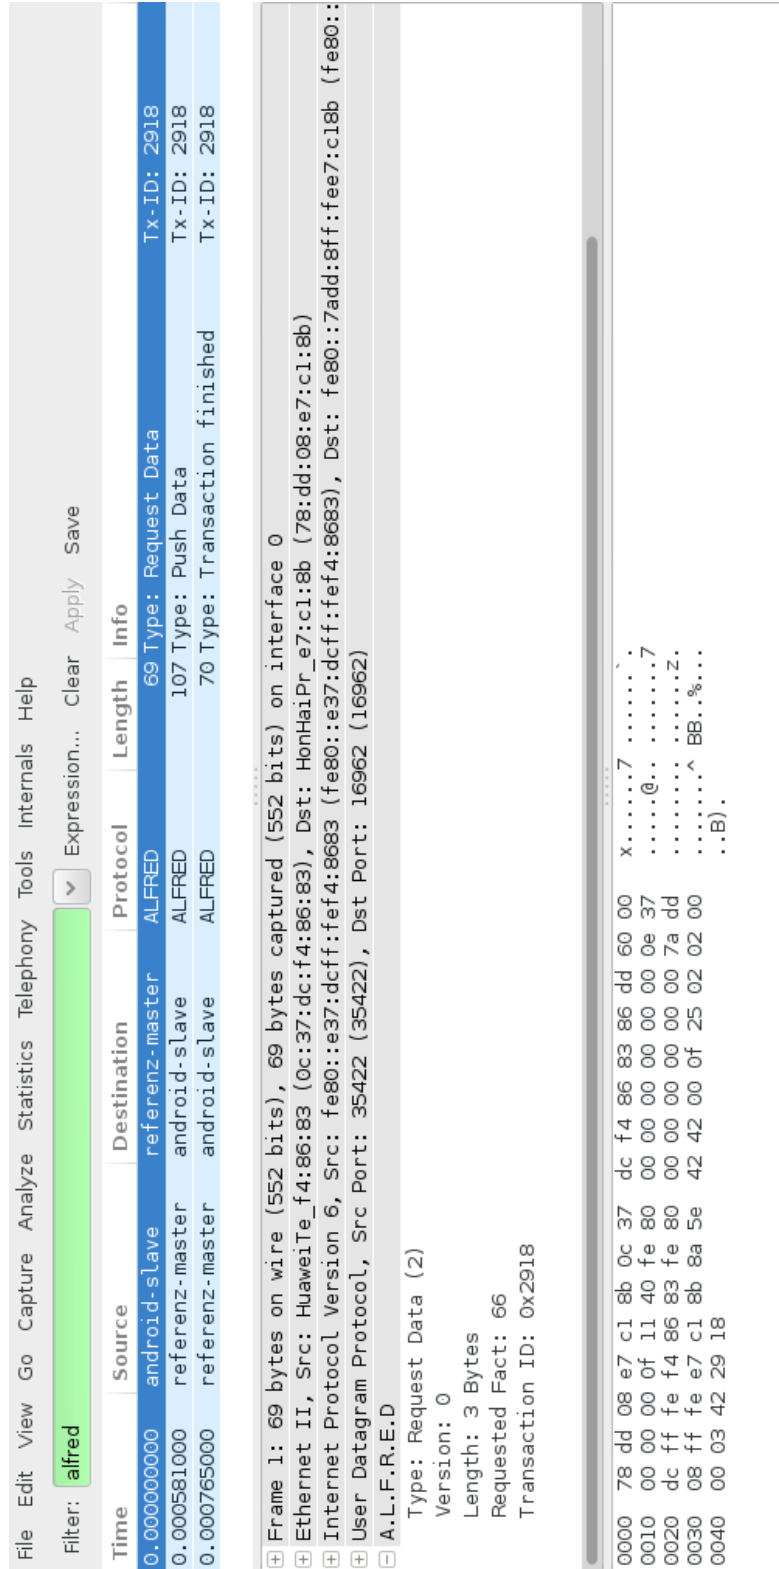 File Edit View Go Capture Analyze Statistics Telephony Tools Internals Help
Filter: alfred Expression... Clear Apply Save
Time Source Destination Protocol Length Info
0.000000000 android-slave referenz-master ALFRED 69 Type: Request Data Tx-ID: 2918
0.000581000 referenz-master android-slave ALFRED 107 Type: Push Data Tx-ID: 2918
0.000765000 referenz-master android-slave ALFRED 70 Type: Transaction finished Tx-ID: 2918
Frame 1: 69 bytes on wire (552 bits), 69 bytes captured (552 bits) on interface 0
Ethernet II, Src: HuaweiTe_f4:86:83 (0c:37:dc:f4:86:83), Dst: HonHaiPr_e7:c1:8b (78:dd:08:e7:c1:8b)
Internet Protocol Version 6, Src: fe80::e37:dcff:fef4:8683 (fe80::e37:dcff:fef4:8683), Dst: fe80::7add:8ff:fee7:c18b (fe80::
User Datagram Protocol, Src Port: 35422 (35422), Dst Port: 16962 (16962)
A.L.F.R.E.D
Type: Request Data (2)
Version: 0
Length: 3 Bytes
Requested Fact: 66
Transaction ID: 0x2918
0000 78 dd 08 e7 c1 8b 0c 37 dc f4 86 83 86 dd 60 00 x......7 ......`.
0010 00 00 00 0f 11 40 fe 80 00 00 00 00 00 00 0e 37 .....@.. .......7
0020 dc ff fe f4 86 83 fe 80 00 00 00 00 00 00 7a dd ........ ......z.
0030 08 ff fe e7 c1 8b 8a 5e 42 42 00 0f 25 02 02 00 .......^ BB..%...
0040 00 03 42 29 18 ..B).